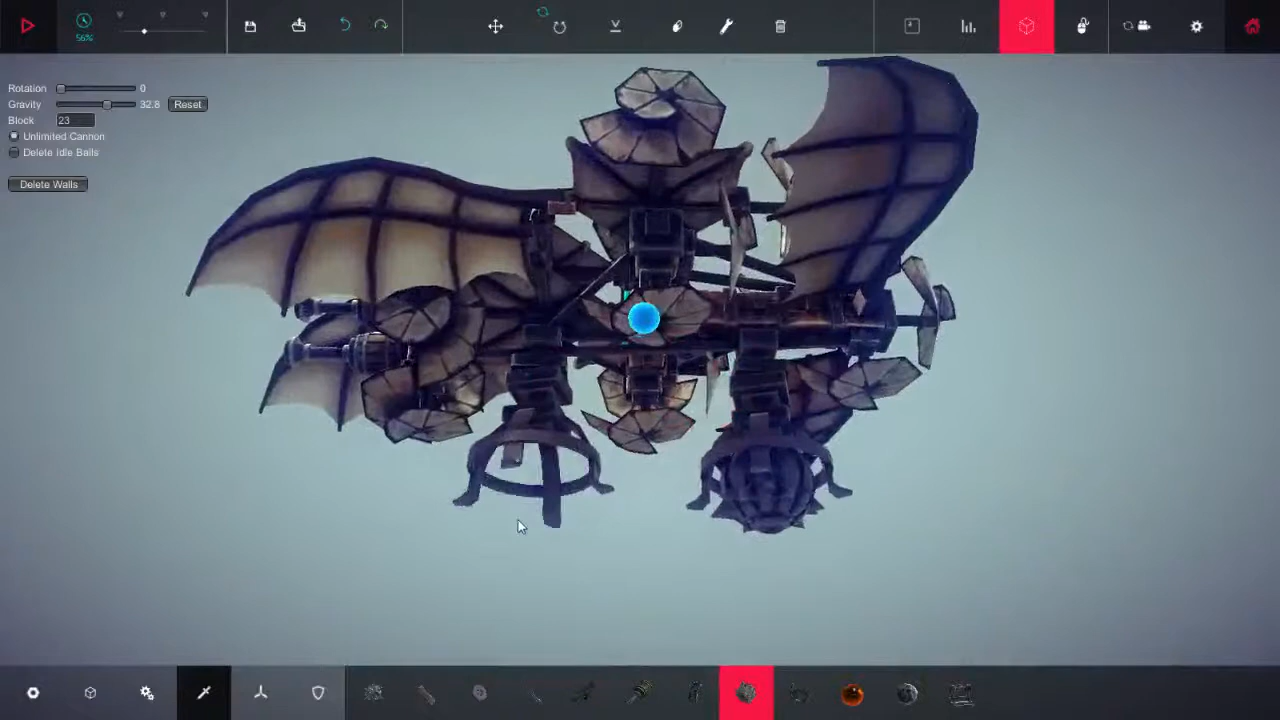 56%
Rotation 0
Gravity 32.8 Reset
Block 23
Unlimited Cannon
Delete Idle Balls
Delete Walls